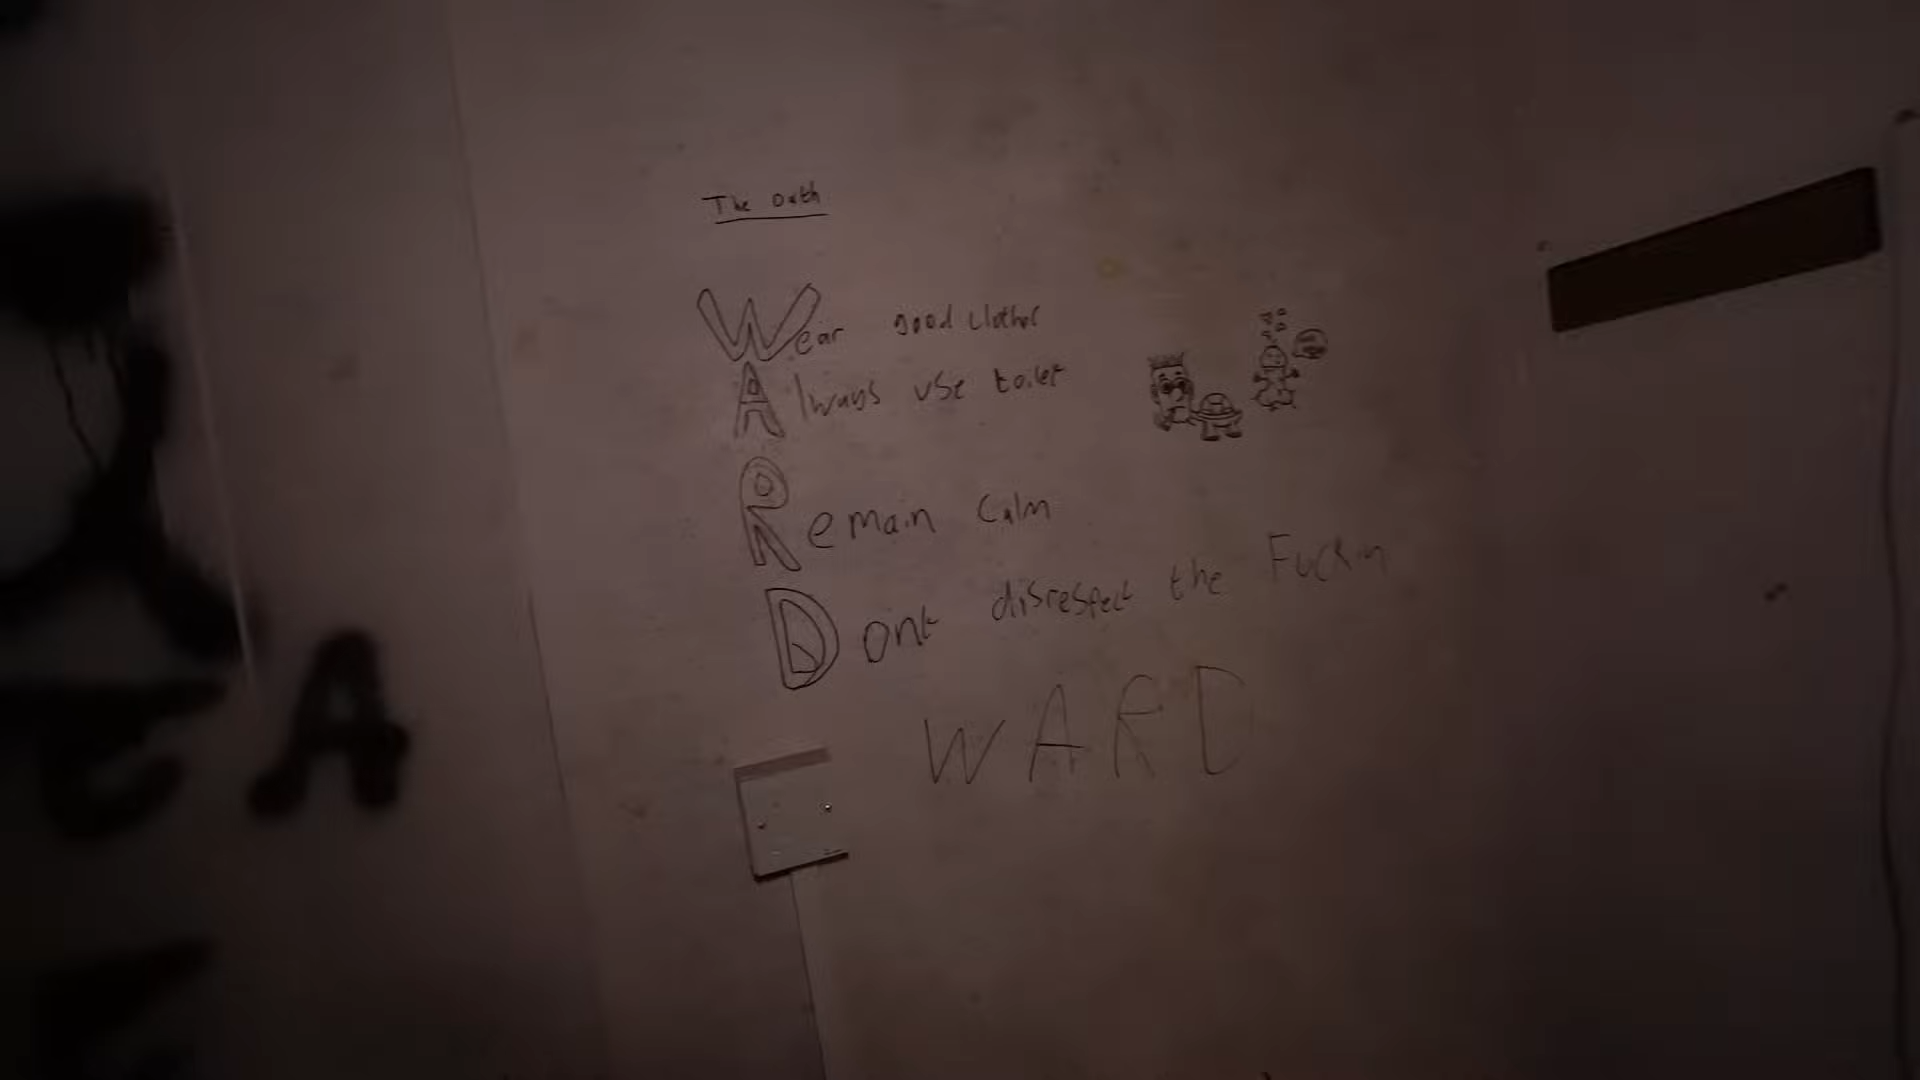 The oath
Wear good clothes
Always use toilet
Remain Calm
Dont disrespect the Fuckin
WARD
A